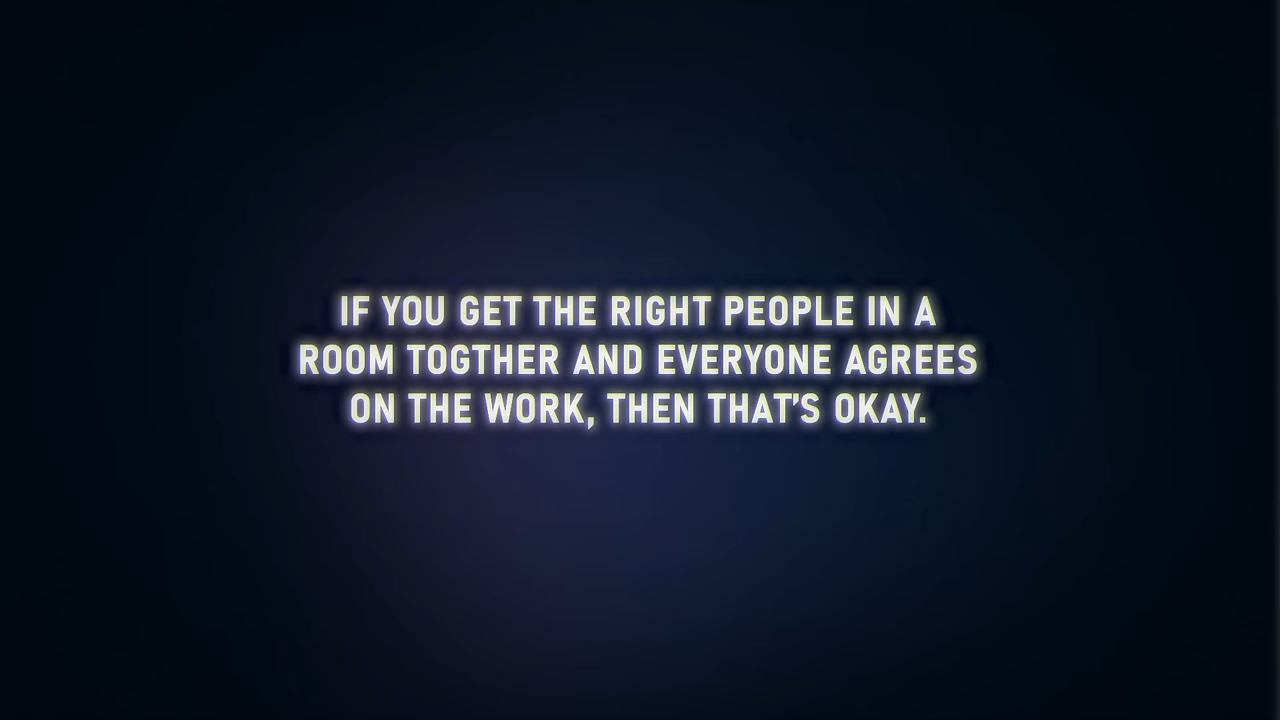 IF YOU GET THE RIGHT PEOPLE IN A
ROOM TOGTHER AND EVERYONE AGREES
ON THE WORK, THEN THAT'S OKAY.